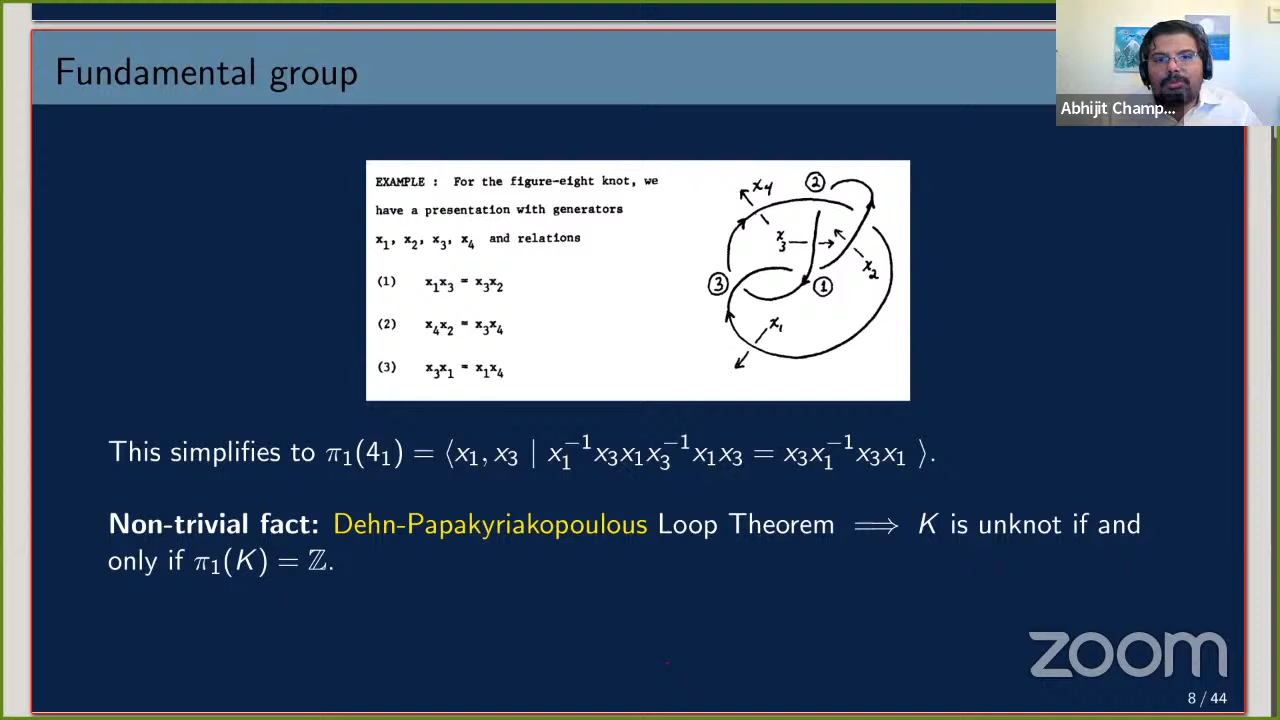 Fundamental group
Abhijit Champ...
EXAMPLE : For the figure-eight knot, we
have a presentation with generators
x₁, x₂, x₃, x₄ and relations
(1) x₁x₃ = x₃x₂
(2) x₄x₂ = x₃x₄
(3) x₃x₁ = x₁x₄
x₄
②
x₃
x₂
③
①
x₁
This simplifies to π₁(4₁) = ⟨x₁, x₃ | x₁⁻¹x₃x₁x₃⁻¹x₁x₃ = x₃x₁⁻¹x₃x₁ ⟩.
Non-trivial fact: Dehn-Papakyriakopoulous Loop Theorem ⟹ K is unknot if and
only if π₁(K) = ℤ.
zoom
8 / 44